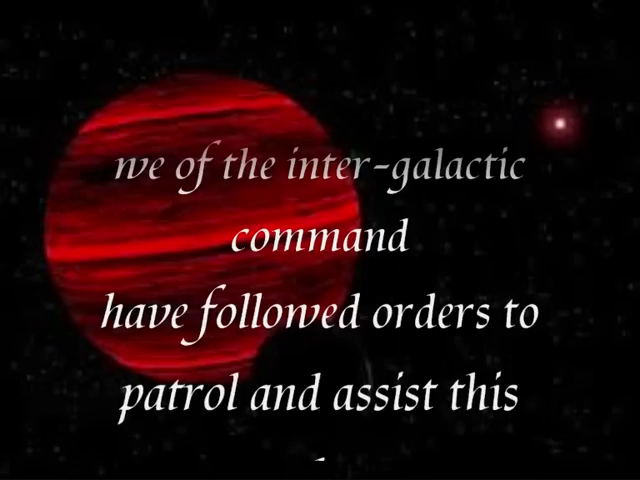 we of the inter-galactic
command
have followed orders to
patrol and assist this